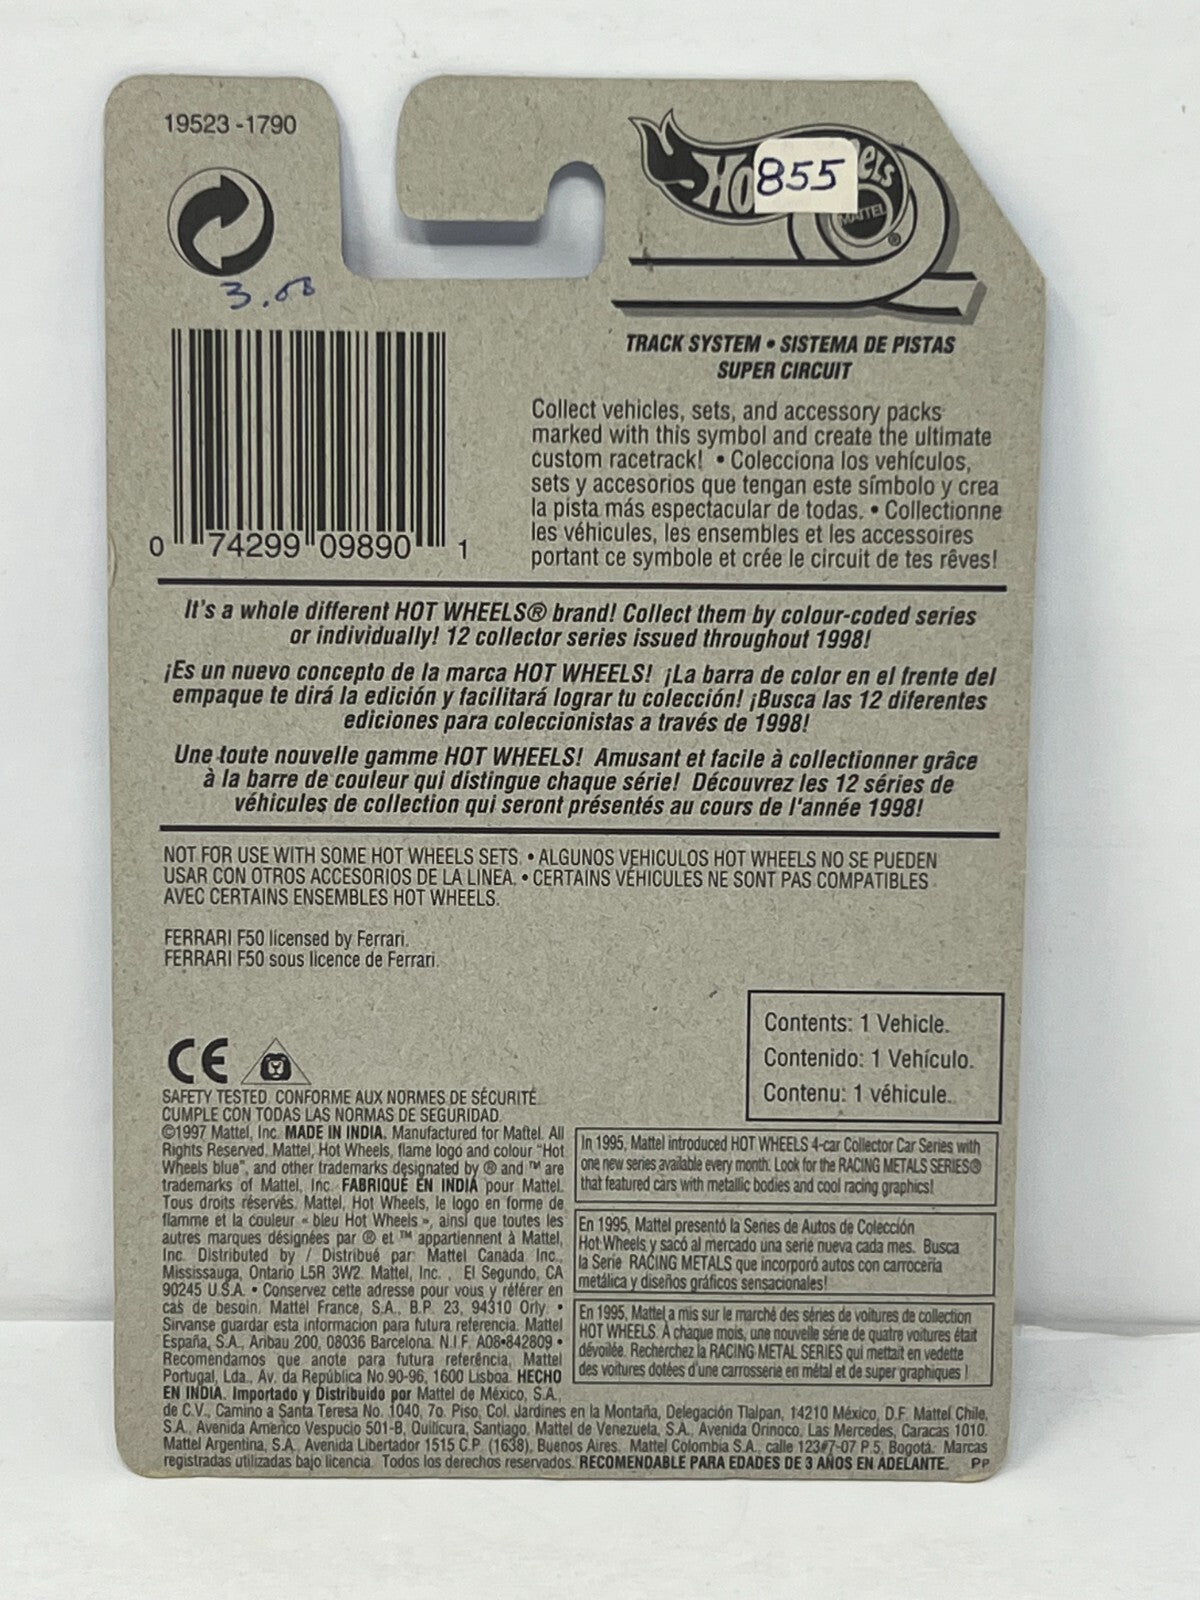 19523 -1790
HO 855 els
MATTEL ®
3.00
TRACK SYSTEM • SISTEMA DE PISTAS
SUPER CIRCUIT
Collect vehicles, sets, and accessory packs
marked with this symbol and create the ultimate
custom racetrack! • Colecciona los vehículos,
sets y accesorios que tengan este símbolo y crea
la pista más espectacular de todas. • Collectionne
les véhicules, les ensembles et les accessoires
portant ce symbole et crée le circuit de tes rêves!
0 74299 09890 1
It's a whole different HOT WHEELS® brand! Collect them by colour-coded series
or individually! 12 collector series issued throughout 1998!
¡Es un nuevo concepto de la marca HOT WHEELS! ¡La barra de color en el frente del
empaque te dirá la edición y facilitará lograr tu colección! ¡Busca las 12 diferentes
ediciones para coleccionistas a través de 1998!
Une toute nouvelle gamme HOT WHEELS! Amusant et facile à collectionner grâce
à la barre de couleur qui distingue chaque série! Découvrez les 12 séries de
véhicules de collection qui seront présentés au cours de l'année 1998!
NOT FOR USE WITH SOME HOT WHEELS SETS. • ALGUNOS VEHICULOS HOT WHEELS NO SE PUEDEN
USAR CON OTROS ACCESORIOS DE LA LINEA. • CERTAINS VÉHICULES NE SONT PAS COMPATIBLES
AVEC CERTAINS ENSEMBLES HOT WHEELS.
FERRARI F50 licensed by Ferrari.
FERRARI F50 sous licence de Ferrari.
Contents: 1 Vehicle.
Contenido: 1 Vehículo.
Contenu: 1 véhicule.
CE
SAFETY TESTED. CONFORME AUX NORMES DE SÉCURITÉ.
CUMPLE CON TODAS LAS NORMAS DE SEGURIDAD.
©1997 Mattel, Inc. MADE IN INDIA. Manufactured for Mattel. All
Rights Reserved. Mattel, Hot Wheels, flame logo and colour "Hot
Wheels blue", and other trademarks designated by ® and ™ are
trademarks of Mattel, Inc. FABRIQUÉ EN INDIA pour Mattel.
Tous droits réservés. Mattel, Hot Wheels, le logo en forme de
flamme et la couleur « bleu Hot Wheels », ainsi que toutes les
autres marques désignées par ® et ™ appartiennent à Mattel,
Inc. Distributed by / Distribué par: Mattel Canada Inc.,
Mississauga, Ontario L5R 3W2. Mattel, Inc. , El Segundo, CA
90245 U.S.A. • Conservez cette adresse pour vous y référer en
cas de besoin. Mattel France, S.A., B.P. 23, 94310 Orly. •
Sirvanse guardar esta informacion para futura referencia. Mattel
España, S.A., Aribau 200, 08036 Barcelona. N.I.F. A08•842809 •
Recomendamos que anote para futura referência, Mattel
Portugal, Lda., Av. da República No.90-96, 1600 Lisboa. HECHO
EN INDIA. Importado y Distribuido por Mattel de México, S.A.,
de C.V., Camino a Santa Teresa No. 1040, 7o. Piso, Col. Jardines en la Montaña, Delegación Tlalpan, 14210 México, D.F. Mattel Chile,
S.A., Avenida Americo Vespucio 501-B, Quilicura, Santiago. Mattel de Venezuela, S.A., Avenida Orinoco, Las Mercedes, Caracas 1010.
Mattel Argentina, S.A., Avenida Libertador 1515 C.P. (1638), Buenos Aires. Mattel Colombia S.A., calle 123#7-07 P.5, Bogotá. Marcas
registradas utilizadas bajo licencia. Todos los derechos reservados. RECOMENDABLE PARA EDADES DE 3 AÑOS EN ADELANTE. PP
In 1995, Mattel introduced HOT WHEELS 4-car Collector Car Series with
one new series available every month. Look for the RACING METALS SERIES®
that featured cars with metallic bodies and cool racing graphics!
En 1995, Mattel presentó la Series de Autos de Colección
Hot Wheels y sacó al mercado una serie nueva cada mes. Busca
la Serie RACING METALS que incorporó autos con carrocería
metálica y diseños gráficos sensacionales!
En 1995, Mattel a mis sur le marché des séries de voitures de collection
HOT WHEELS. À chaque mois, une nouvelle série de quatre voitures était
dévoilée. Recherchez la RACING METAL SERIES qui mettait en vedette
des voitures dotées d'une carrosserie en métal et de super graphiques !